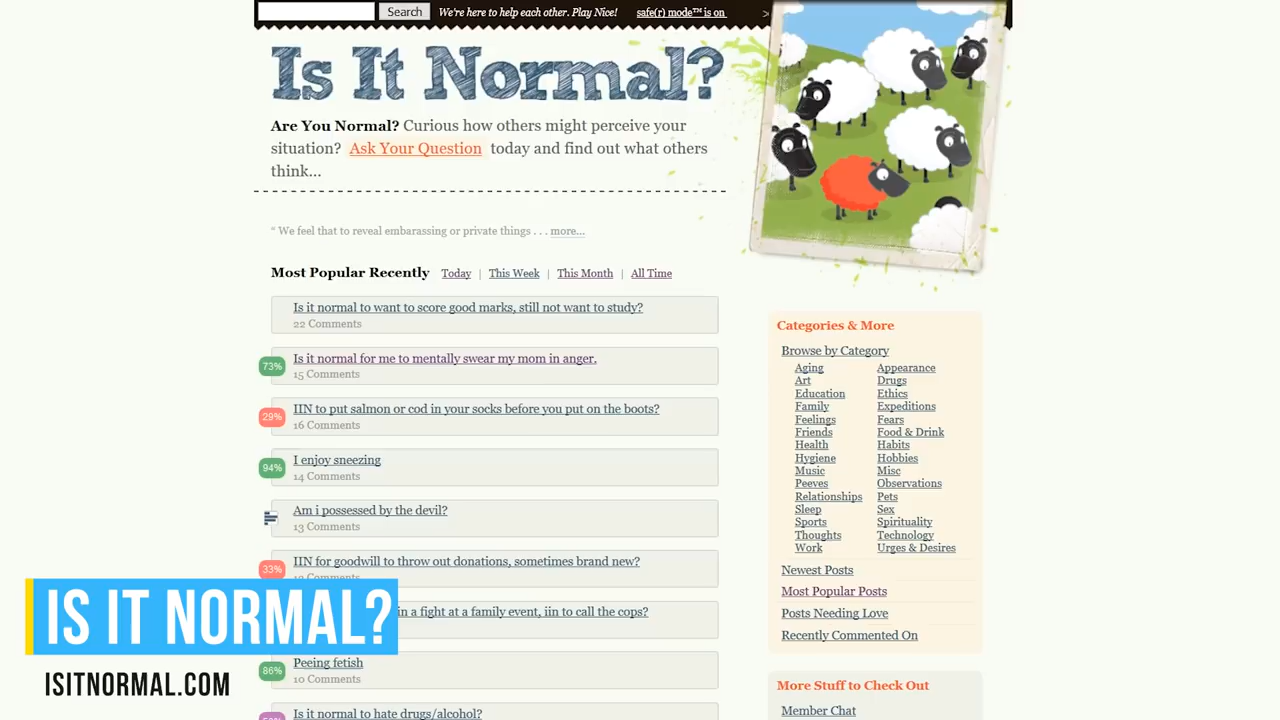 Search
We're here to help each other. Play Nice!
safe(r) mode™ is on
>
Is It Normal?
Are You Normal? Curious how others might perceive your
situation? Ask Your Question today and find out what others
think...
“ We feel that to reveal embarassing or private things . . . more...
Most Popular Recently Today | This Week | This Month | All Time
Is it normal to want to score good marks, still not want to study?
22 Comments
73%
Is it normal for me to mentally swear my mom in anger.
15 Comments
29%
IIN to put salmon or cod in your socks before you put on the boots?
16 Comments
94%
I enjoy sneezing
14 Comments
Am i possessed by the devil?
13 Comments
33%
IIN for goodwill to throw out donations, sometimes brand new?
in a fight at a family event, iin to call the cops?
86%
Peeing fetish
10 Comments
Is it normal to hate drugs/alcohol?
Categories & More
Browse by Category
Aging Appearance
Art Drugs
Education Ethics
Family Expeditions
Feelings Fears
Friends Food & Drink
Health Habits
Hygiene Hobbies
Music Misc
Peeves Observations
Relationships Pets
Sleep Sex
Sports Spirituality
Thoughts Technology
Work Urges & Desires
Newest Posts
Most Popular Posts
Posts Needing Love
Recently Commented On
More Stuff to Check Out
Member Chat
IS IT NORMAL?
ISITNORMAL.COM